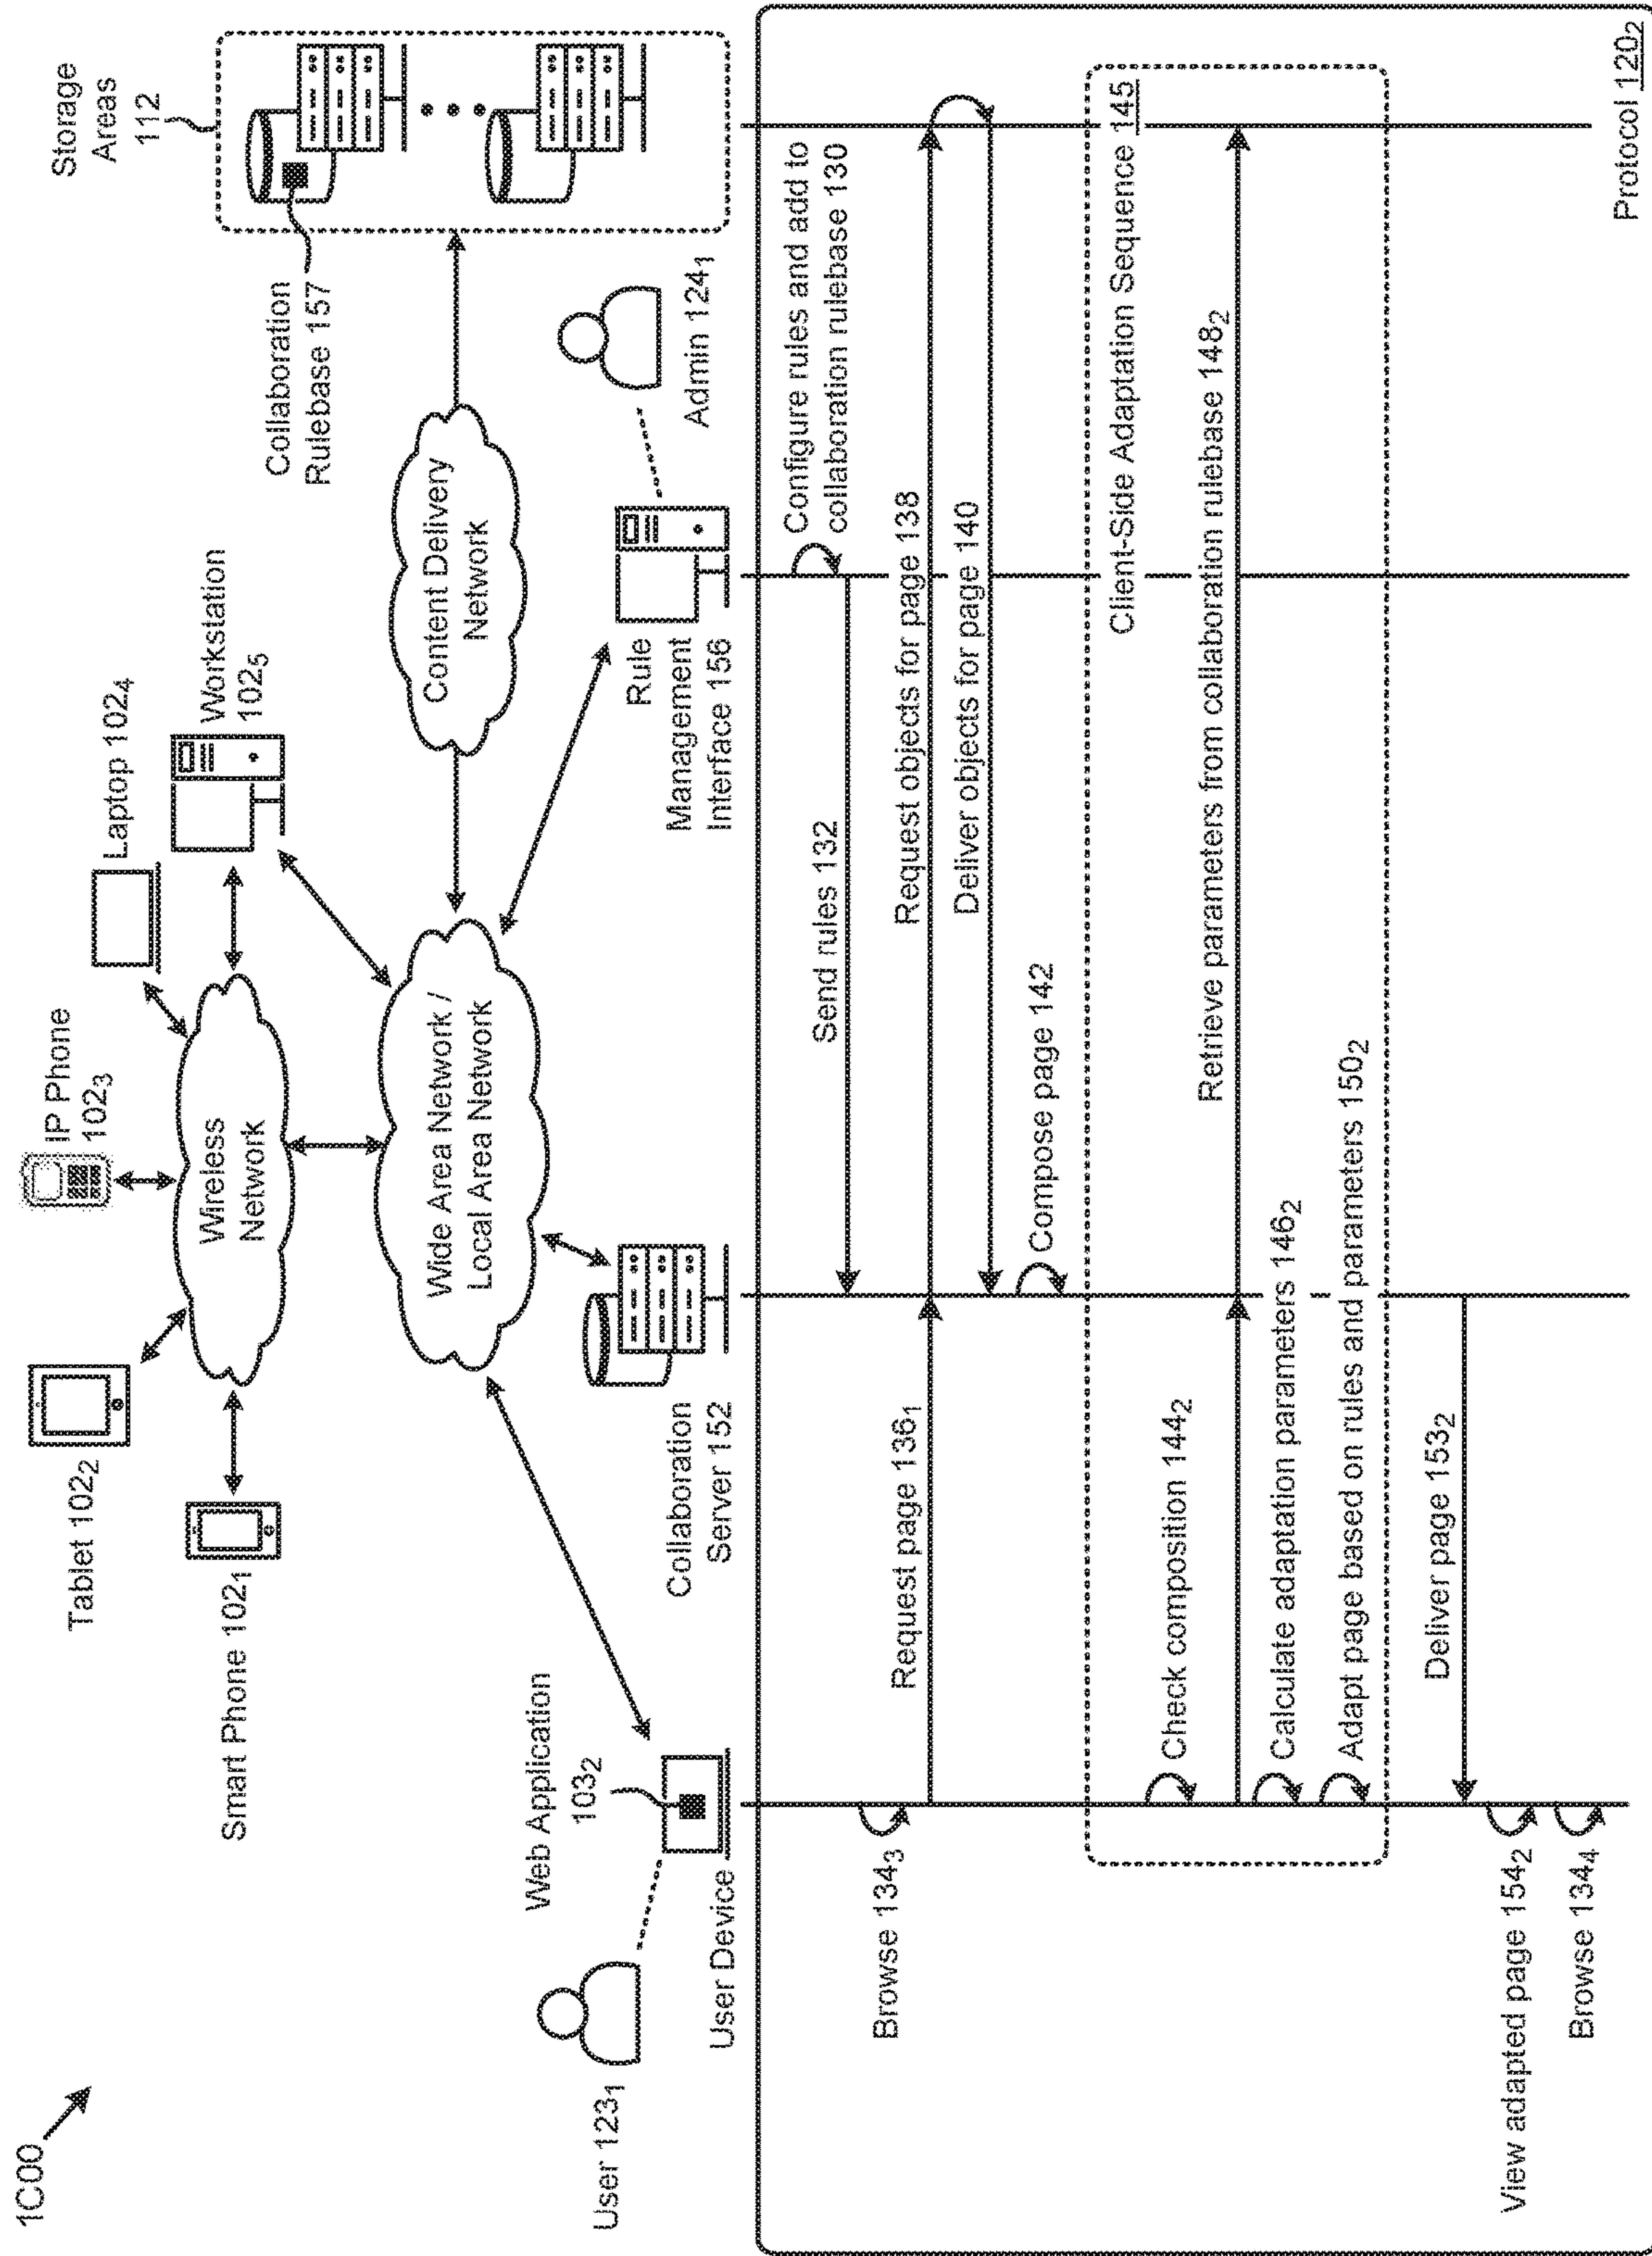 1C00
Tablet 102₂
IP Phone
102₃
Laptop 102₄
Smart Phone 102₁
Wireless
Network
Workstation
102₅
Storage
Areas
112
Collaboration
Rulebase 157
Wide Area Network /
Local Area Network
Content Delivery
Network
Web Application
103₂
User 123₁
User Device
Collaboration
Server 152
Rule
Management
Interface 156
Admin 124₁
Configure rules and add to
collaboration rulebase 130
Send rules 132
Browse 134₃
Request page 136₁
Request objects for page 138
Deliver objects for page 140
Compose page 142
Client-Side Adaptation Sequence 145
Check composition 144₂
Retrieve parameters from collaboration rulebase 148₂
Calculate adaptation parameters 146₂
Adapt page based on rules and parameters 150₂
Deliver page 153₂
View adapted page 154₂
Browse 134₄
Protocol 120₂